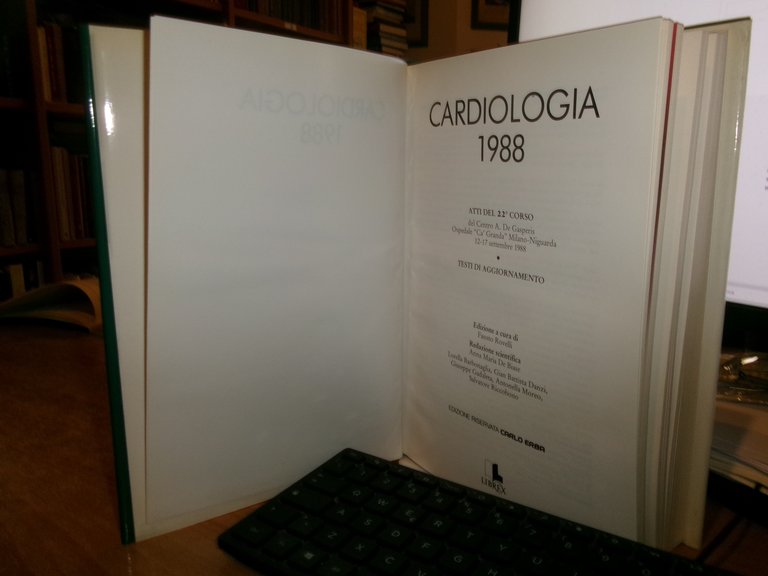 CARDIOLOGIA
1988
ATTI DEL 22° CORSO
del Centro A. De Gasperis
Ospedale "Ca' Granda" Milano-Niguarda
12-17 settembre 1988
TESTI DI AGGIORNAMENTO
Edizione a cura di
Fausto Rovelli
Redazione scientifica
Anna Maria De Biase
Lorella Barbonaglia, Gian Battista Danzi,
Giuseppe Gadaleta, Antonella Moreo,
Salvatore Riccobono
EDIZIONE RISERVATA CARLO ERBA
LIBREX